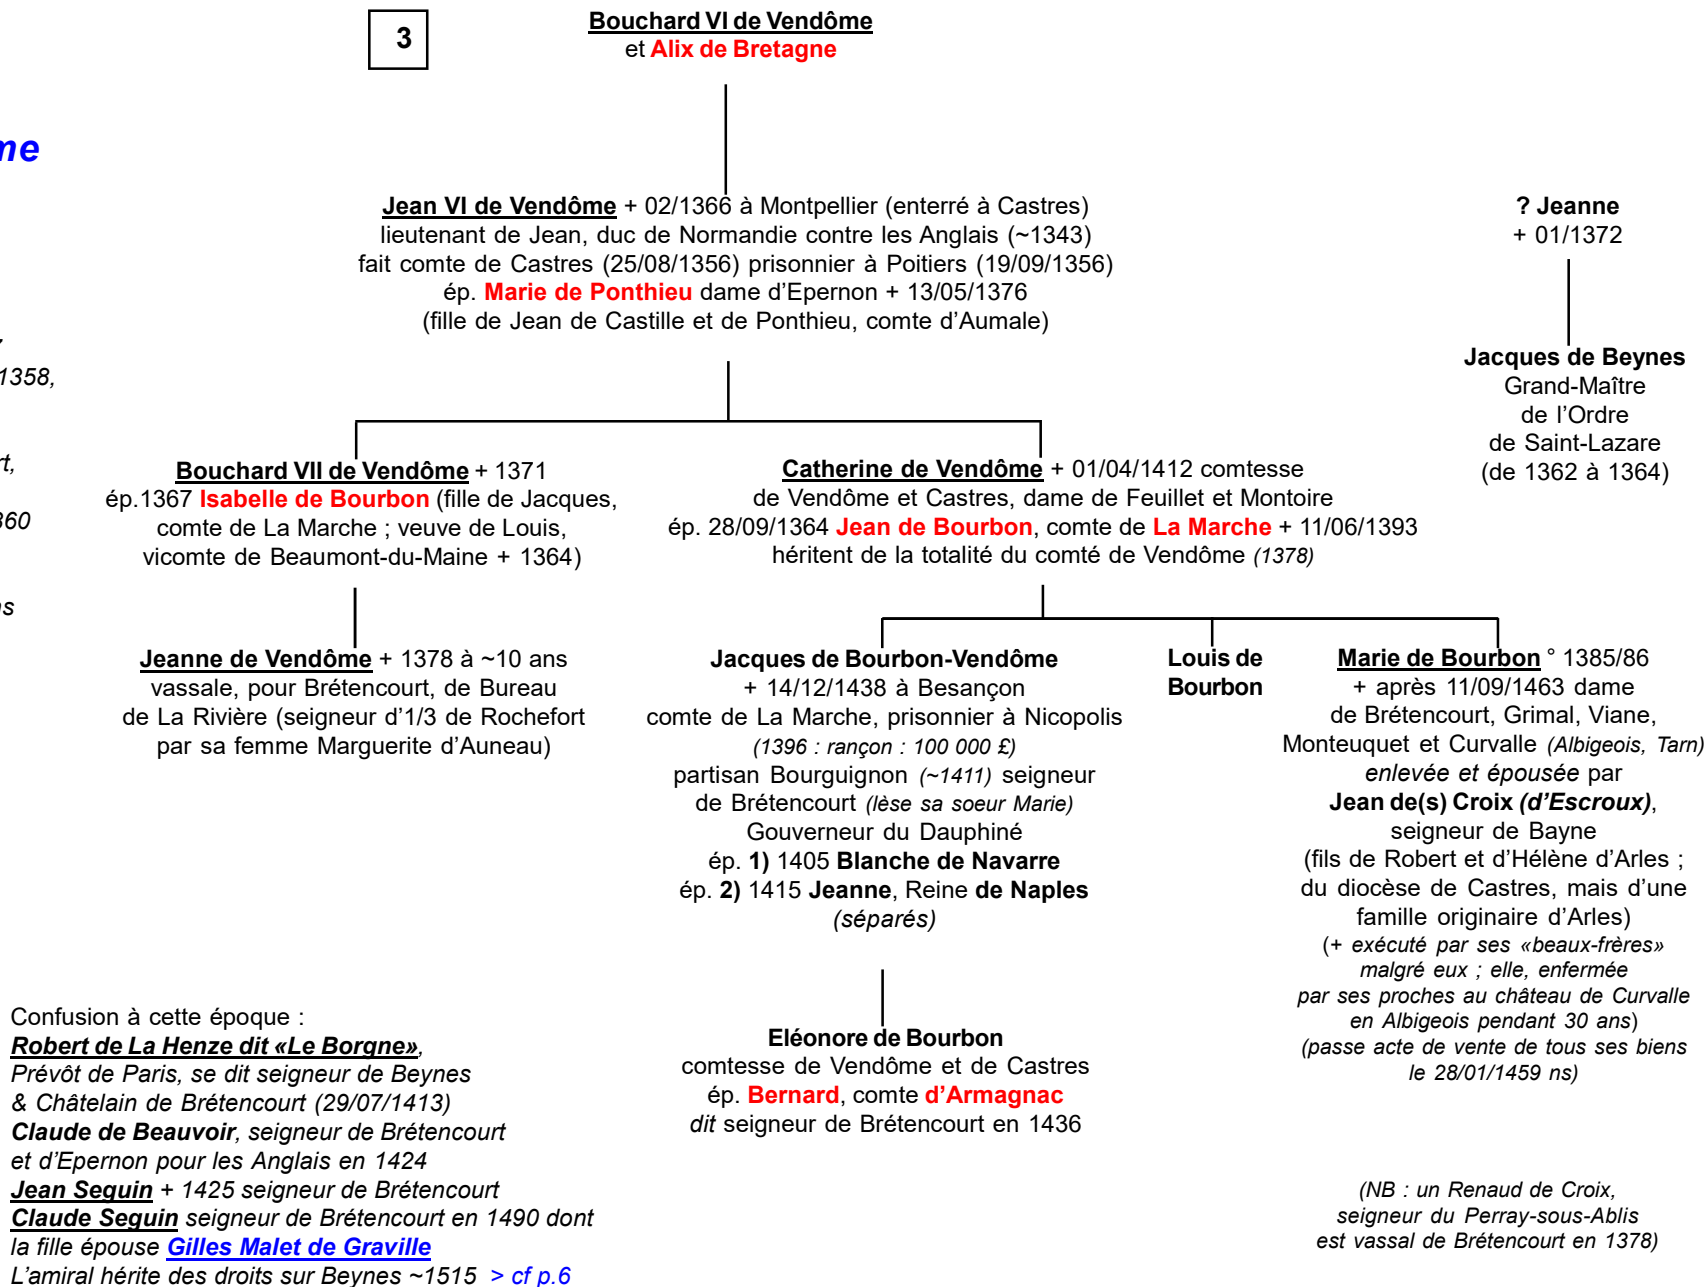 3
Bouchard VI de Vendôme
et Alix de Bretagne
me
Jean VI de Vendôme + 02/1366 à Montpellier (enterré à Castres)
lieutenant de Jean, duc de Normandie contre les Anglais (~1343)
fait comte de Castres (25/08/1356) prisonnier à Poitiers (19/09/1356)
ép. Marie de Ponthieu dame d'Epernon + 13/05/1376
(fille de Jean de Castille et de Ponthieu, comte d'Aumale)
? Jeanne
+ 01/1372
Jacques de Beynes
Grand-Maître
de l'Ordre
de Saint-Lazare
(de 1362 à 1364)
1358,
rt,
360
ns
Bouchard VII de Vendôme + 1371
ép.1367 Isabelle de Bourbon (fille de Jacques,
comte de La Marche ; veuve de Louis,
vicomte de Beaumont-du-Maine + 1364)
Catherine de Vendôme + 01/04/1412 comtesse
de Vendôme et Castres, dame de Feuillet et Montoire
ép. 28/09/1364 Jean de Bourbon, comte de La Marche + 11/06/1393
héritent de la totalité du comté de Vendôme (1378)
Jeanne de Vendôme + 1378 à ~10 ans
vassale, pour Brétencourt, de Bureau
de La Rivière (seigneur d'1/3 de Rochefort
par sa femme Marguerite d'Auneau)
Jacques de Bourbon-Vendôme
+ 14/12/1438 à Besançon
comte de La Marche, prisonnier à Nicopolis
(1396 : rançon : 100 000 £)
partisan Bourguignon (~1411) seigneur
de Brétencourt (lèse sa soeur Marie)
Gouverneur du Dauphiné
ép. 1) 1405 Blanche de Navarre
ép. 2) 1415 Jeanne, Reine de Naples
(séparés)
Louis de
Bourbon
Marie de Bourbon ° 1385/86
+ après 11/09/1463 dame
de Brétencourt, Grimal, Viane,
Monteuquet et Curvalle (Albigeois, Tarn)
enlevée et épousée par
Jean de(s) Croix (d'Escroux),
seigneur de Bayne
(fils de Robert et d'Hélène d'Arles ;
du diocèse de Castres, mais d'une
famille originaire d'Arles)
(+ exécuté par ses «beaux-frères»
malgré eux ; elle, enfermée
par ses proches au château de Curvalle
en Albigeois pendant 30 ans)
(passe acte de vente de tous ses biens
le 28/01/1459 ns)
Eléonore de Bourbon
comtesse de Vendôme et de Castres
ép. Bernard, comte d'Armagnac
dit seigneur de Brétencourt en 1436
Confusion à cette époque :
Robert de La Henze dit «Le Borgne»,
Prévôt de Paris, se dit seigneur de Beynes
& Châtelain de Brétencourt (29/07/1413)
Claude de Beauvoir, seigneur de Brétencourt
et d'Epernon pour les Anglais en 1424
Jean Seguin + 1425 seigneur de Brétencourt
Claude Seguin seigneur de Brétencourt en 1490 dont
la fille épouse Gilles Malet de Graville
L'amiral hérite des droits sur Beynes ~1515 > cf p.6
(NB : un Renaud de Croix,
seigneur du Perray-sous-Ablis
est vassal de Brétencourt en 1378)